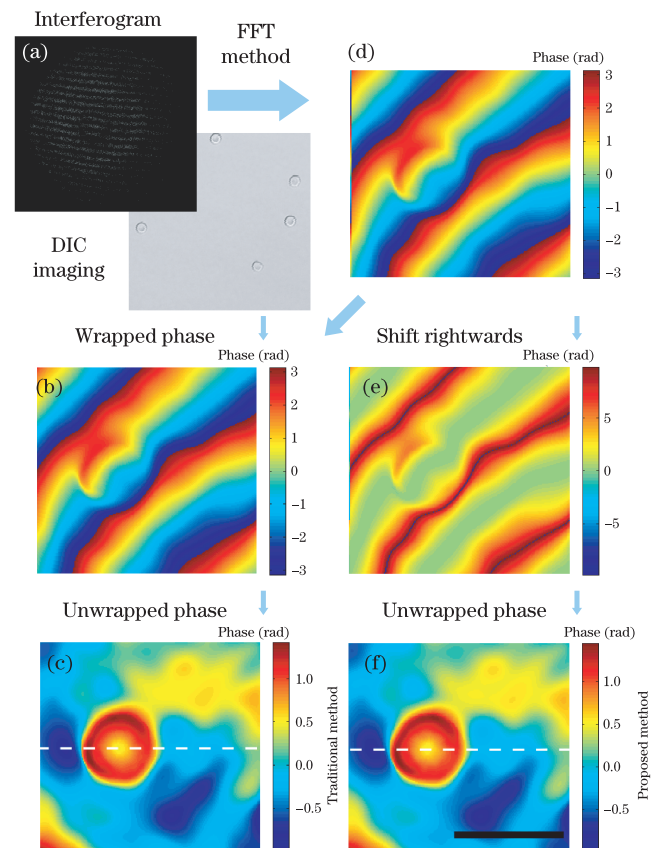 Interferogram
(a)
FFT
method
(d)
Phase (rad)
3
2
1
0
−1
−2
−3
DIC
imaging
Wrapped phase
Phase (rad)
(b)
3
2
1
0
−1
−2
−3
Shift rightwards
Phase (rad)
(e)
5
0
−5
Unwrapped phase
Phase (rad)
(c)
1.0
0.5
0.0
−0.5
Traditional method
Unwrapped phase
Phase (rad)
(f)
1.0
0.5
0.0
−0.5
Proposed method